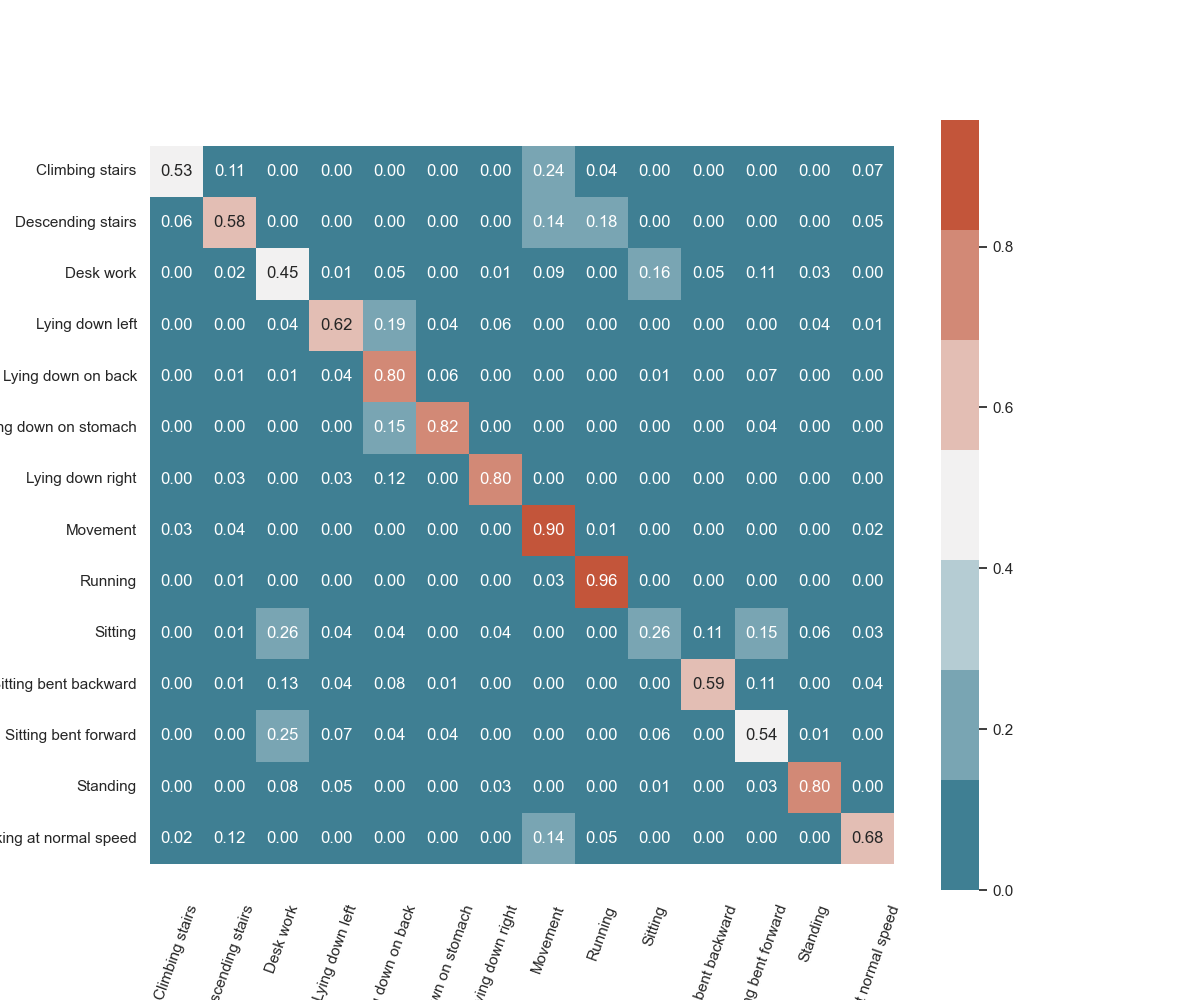 Climbing stairs 0.53 0.11 0.00 0.00 0.00 0.00 0.00 0.24 0.04 0.00 0.00 0.00 0.00 0.07
Descending stairs 0.06 0.58 0.00 0.00 0.00 0.00 0.00 0.14 0.18 0.00 0.00 0.00 0.00 0.05
Desk work 0.00 0.02 0.45 0.01 0.05 0.00 0.01 0.09 0.00 0.16 0.05 0.11 0.03 0.00
Lying down left 0.00 0.00 0.04 0.62 0.19 0.04 0.06 0.00 0.00 0.00 0.00 0.00 0.04 0.01
Lying down on back 0.00 0.01 0.01 0.04 0.80 0.06 0.00 0.00 0.00 0.01 0.00 0.07 0.00 0.00
ng down on stomach 0.00 0.00 0.00 0.00 0.15 0.82 0.00 0.00 0.00 0.00 0.00 0.04 0.00 0.00
Lying down right 0.00 0.03 0.00 0.03 0.12 0.00 0.80 0.00 0.00 0.00 0.00 0.00 0.00 0.00
Movement 0.03 0.04 0.00 0.00 0.00 0.00 0.00 0.90 0.01 0.00 0.00 0.00 0.00 0.02
Running 0.00 0.01 0.00 0.00 0.00 0.00 0.00 0.03 0.96 0.00 0.00 0.00 0.00 0.00
Sitting 0.00 0.01 0.26 0.04 0.04 0.00 0.04 0.00 0.00 0.26 0.11 0.15 0.06 0.03
itting bent backward 0.00 0.01 0.13 0.04 0.08 0.01 0.00 0.00 0.00 0.00 0.59 0.11 0.00 0.04
Sitting bent forward 0.00 0.00 0.25 0.07 0.04 0.04 0.00 0.00 0.00 0.06 0.00 0.54 0.01 0.00
Standing 0.00 0.00 0.08 0.05 0.00 0.00 0.03 0.00 0.00 0.01 0.00 0.03 0.80 0.00
king at normal speed 0.02 0.12 0.00 0.00 0.00 0.00 0.00 0.14 0.05 0.00 0.00 0.00 0.00 0.68
Climbing stairs
scending stairs
Desk work
Lying down left
down on back
wn on stomach
ying down right
Movement
Running
Sitting
bent backward
ng bent forward
Standing
t normal speed
0.8
0.6
0.4
0.2
0.0